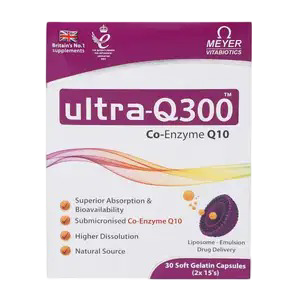 Britain's No.1
supplements
MEYER
VITABIOTICS
ultra-Q300™
Co-Enzyme Q10
Superior Absorption &
Bioavailability
Submicronised Co-Enzyme Q10
Higher Dissolution
Natural Source
Liposome - Emulsion
Drug Delivery
30 Soft Gelatin Capsules
(2x 15's)